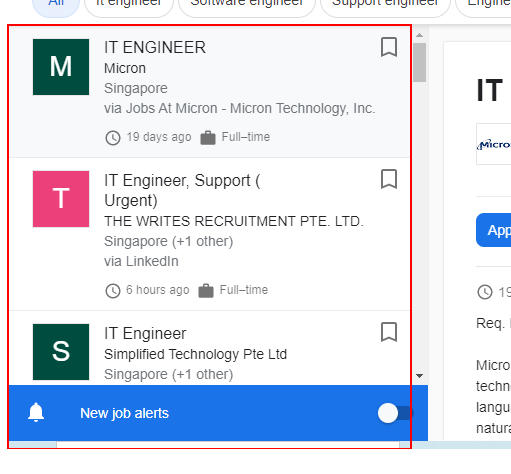 All
It engineer
Software engineer
Support engineer
M
IT ENGINEER
Micron
Singapore
via Jobs At Micron - Micron Technology, Inc.
19 days ago
Full–time
T
IT Engineer, Support (
Urgent)
THE WRITES RECRUITMENT PTE. LTD.
Singapore (+1 other)
via LinkedIn
6 hours ago
Full–time
S
IT Engineer
Simplified Technology Pte Ltd
Singapore (+1 other)
New job alerts
IT
Micro
App
19
Req.
Micro
techn
langu
natura